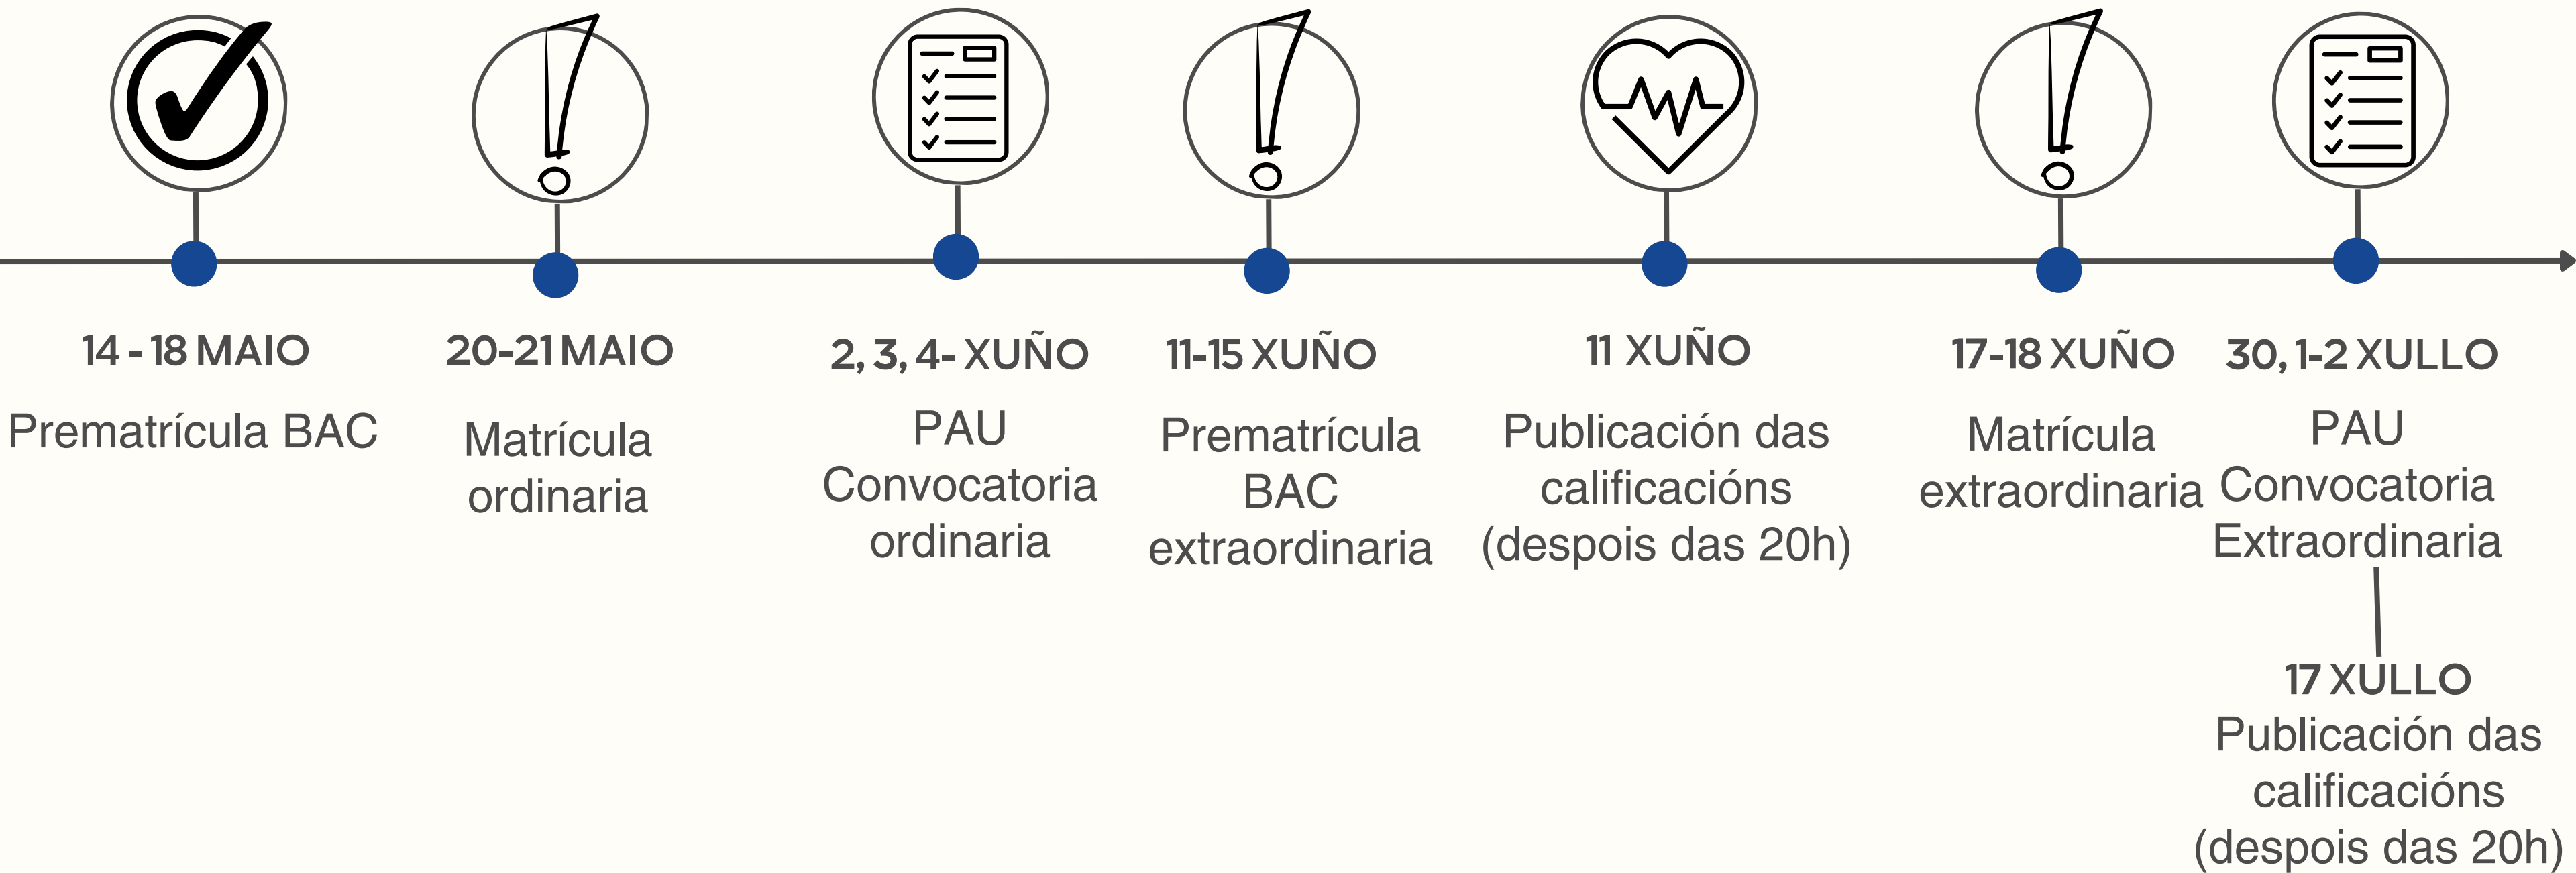 14 - 18 MAIO
Prematrícula BAC
20-21 MAIO
Matrícula
ordinaria
2, 3, 4- XUÑO
PAU
Convocatoria
ordinaria
11-15 XUÑO
Prematrícula
BAC
extraordinaria
11 XUÑO
Publicación das
calificacións
(despois das 20h)
17-18 XUÑO
Matrícula
extraordinaria
30, 1-2 XULLO
PAU
Convocatoria
Extraordinaria
17 XULLO
Publicación das
calificacións
(despois das 20h)